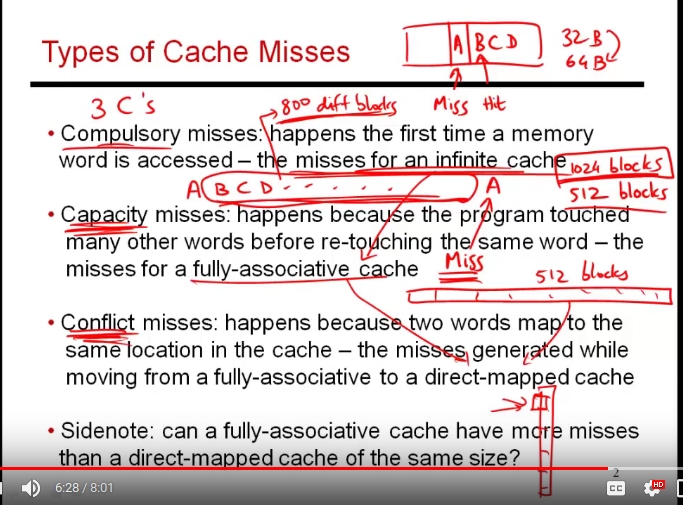 Types of Cache Misses
A BCD
32B
64B
3 C's
800 diff blocks
Miss Hit
• Compulsory misses: happens the first time a memory
word is accessed – the misses for an infinite cache
1024 blocks
A B C D - - - - - A
512 blocks
• Capacity misses: happens because the program touched
many other words before re-touching the same word – the
misses for a fully-associative cache
Miss
512 blocks
• Conflict misses: happens because two words map to the
same location in the cache – the misses generated while
moving from a fully-associative to a direct-mapped cache
• Sidenote: can a fully-associative cache have more misses
than a direct-mapped cache of the same size?
2
6:28 / 8:01
CC
HD